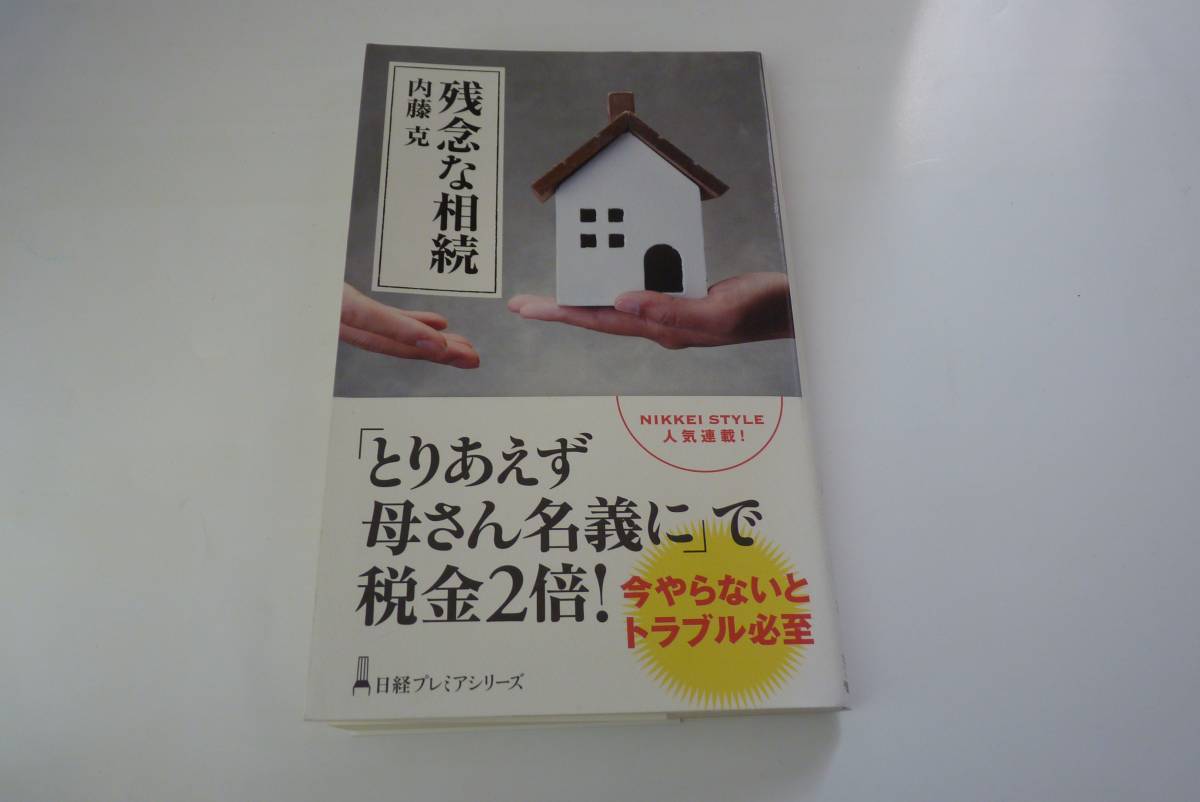 残念な相続
内藤 克
NIKKEI STYLE
人気連載！
「とりあえず
母さん名義に」で
税金2倍！
今やらないと
トラブル必至
日経プレミアシリーズ